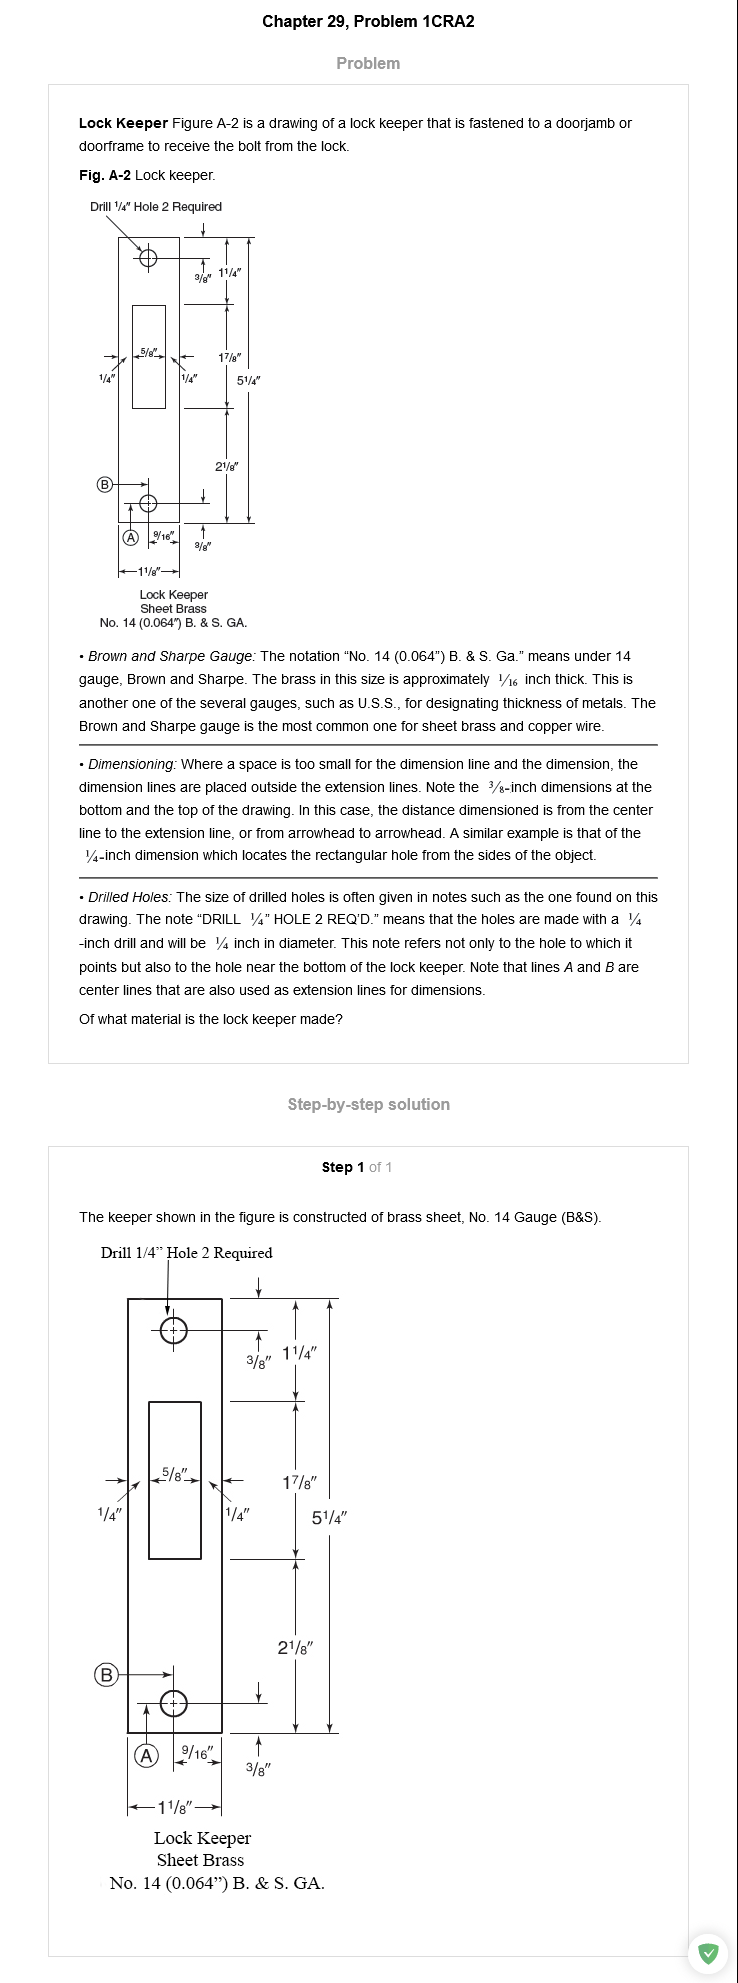 Chapter 29, Problem 1CRA2
Problem
Lock Keeper Figure A-2 is a drawing of a lock keeper that is fastened to a doorjamb or
doorframe to receive the bolt from the lock.
Fig. A-2 Lock keeper.
Drill 1/4″ Hole 2 Required
3/8″
1 1/4″
5/8″
1/4″
1/4″
1 7/8″
5 1/4″
2 1/8″
B
A
9/16″
3/8″
1 1/8″
Lock Keeper
Sheet Brass
No. 14 (0.064″) B. & S. GA.
• Brown and Sharpe Gauge: The notation “No. 14 (0.064”) B. & S. Ga.” means under 14
gauge, Brown and Sharpe. The brass in this size is approximately 1/16 inch thick. This is
another one of the several gauges, such as U.S.S., for designating thickness of metals. The
Brown and Sharpe gauge is the most common one for sheet brass and copper wire.
• Dimensioning: Where a space is too small for the dimension line and the dimension, the
dimension lines are placed outside the extension lines. Note the 3/8-inch dimensions at the
bottom and the top of the drawing. In this case, the distance dimensioned is from the center
line to the extension line, or from arrowhead to arrowhead. A similar example is that of the
1/4-inch dimension which locates the rectangular hole from the sides of the object.
• Drilled Holes: The size of drilled holes is often given in notes such as the one found on this
drawing. The note “DRILL 1/4” HOLE 2 REQ’D.” means that the holes are made with a 1/4
-inch drill and will be 1/4 inch in diameter. This note refers not only to the hole to which it
points but also to the hole near the bottom of the lock keeper. Note that lines A and B are
center lines that are also used as extension lines for dimensions.
Of what material is the lock keeper made?
Step-by-step solution
Step 1 of 1
The keeper shown in the figure is constructed of brass sheet, No. 14 Gauge (B&S).
Drill 1/4” Hole 2 Required
3/8″
1 1/4″
5/8″
1/4″
1/4″
1 7/8″
5 1/4″
2 1/8″
B
A
9/16″
3/8″
1 1/8″
Lock Keeper
Sheet Brass
No. 14 (0.064”) B. & S. GA.